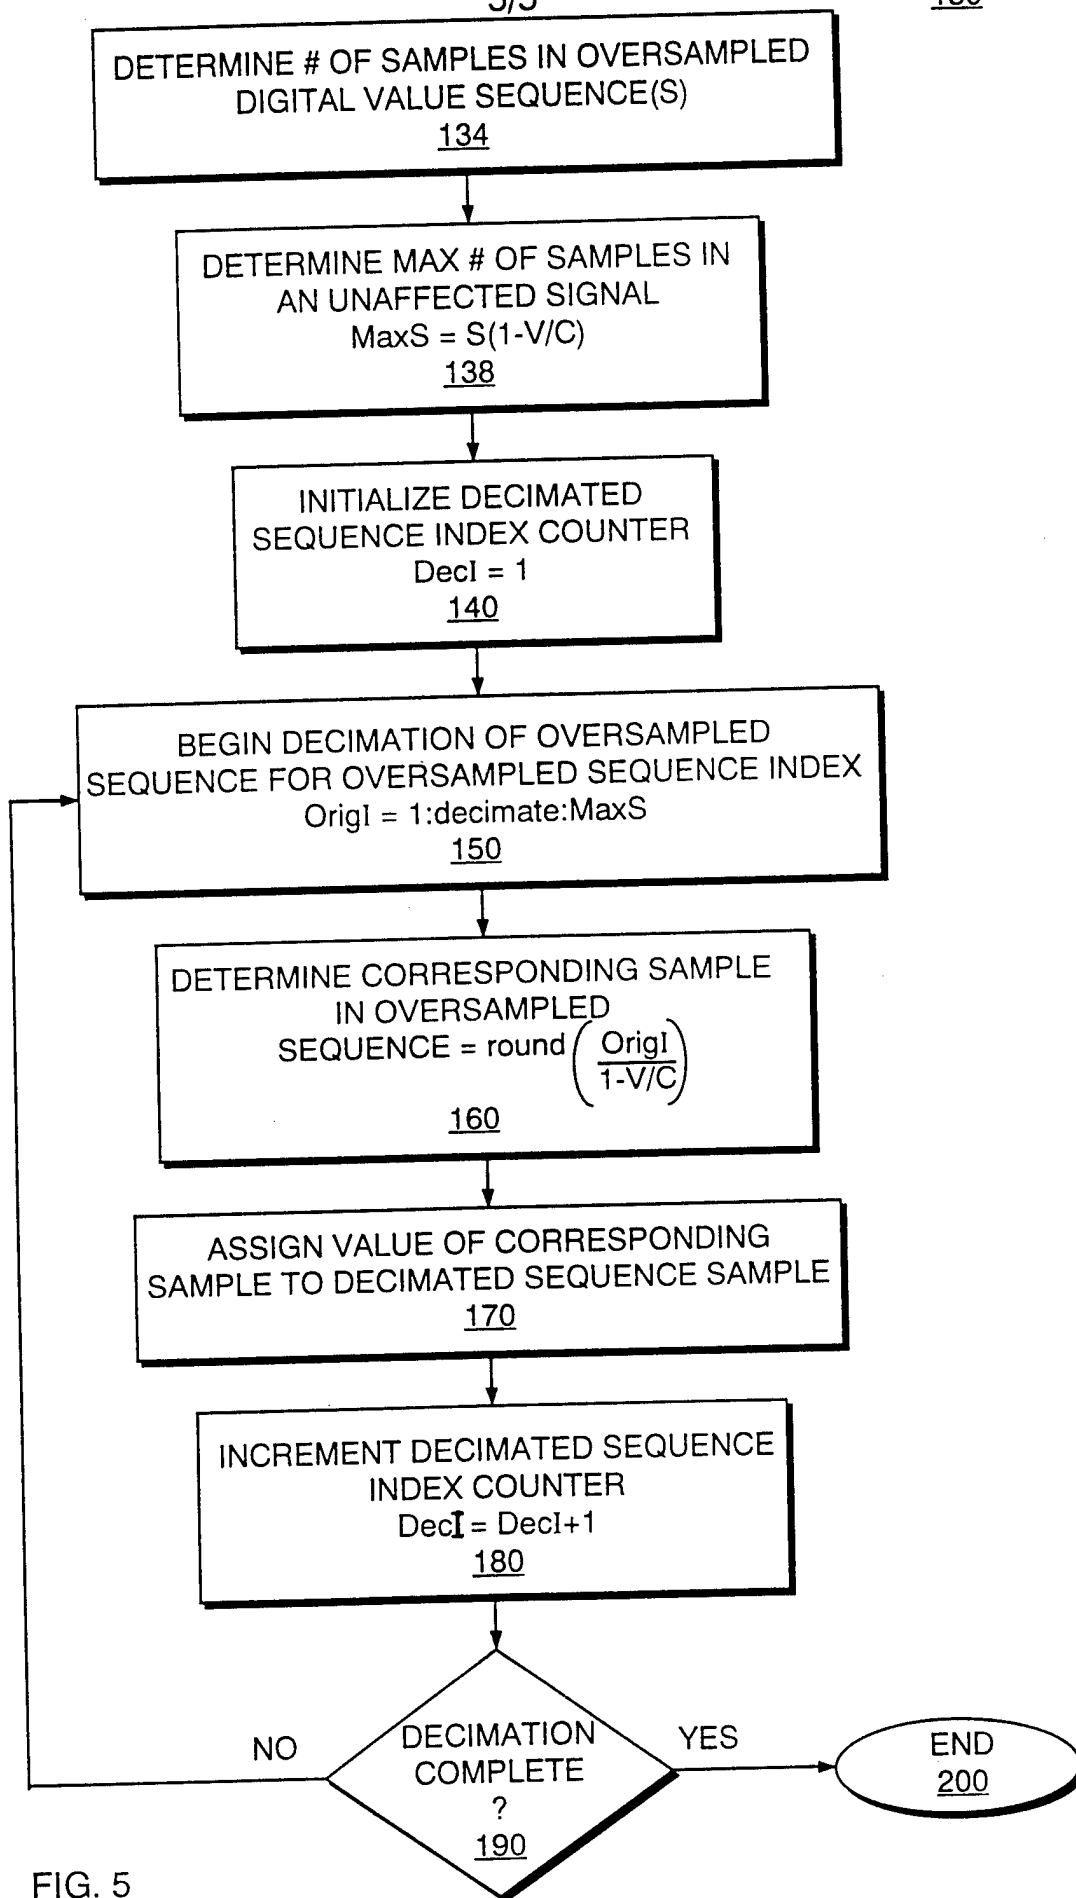 DETERMINE # OF SAMPLES IN OVERSAMPLED
DIGITAL VALUE SEQUENCE(S)
134
DETERMINE MAX # OF SAMPLES IN
AN UNAFFECTED SIGNAL
MaxS = S(1-V/C)
138
INITIALIZE DECIMATED
SEQUENCE INDEX COUNTER
DecI = 1
140
BEGIN DECIMATION OF OVERSAMPLED
SEQUENCE FOR OVERSAMPLED SEQUENCE INDEX
OrigI = 1:decimate:MaxS
150
DETERMINE CORRESPONDING SAMPLE
IN OVERSAMPLED
SEQUENCE = round(OrigI / 1-V/C)
160
ASSIGN VALUE OF CORRESPONDING
SAMPLE TO DECIMATED SEQUENCE SAMPLE
170
INCREMENT DECIMATED SEQUENCE
INDEX COUNTER
DecI = DecI+1
180
DECIMATION
COMPLETE
?
190
NO
YES
END
200
FIG. 5